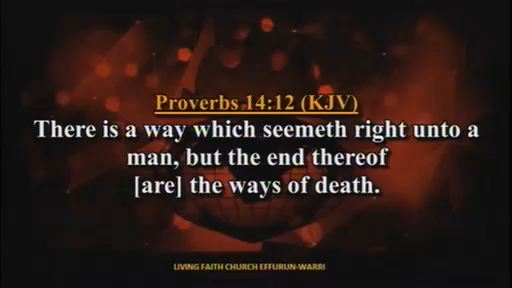 Proverbs 14:12 (KJV)
There is a way which seemeth right unto a
man, but the end thereof
[are] the ways of death.
LIVING FAITH CHURCH EFFURUN-WARRI